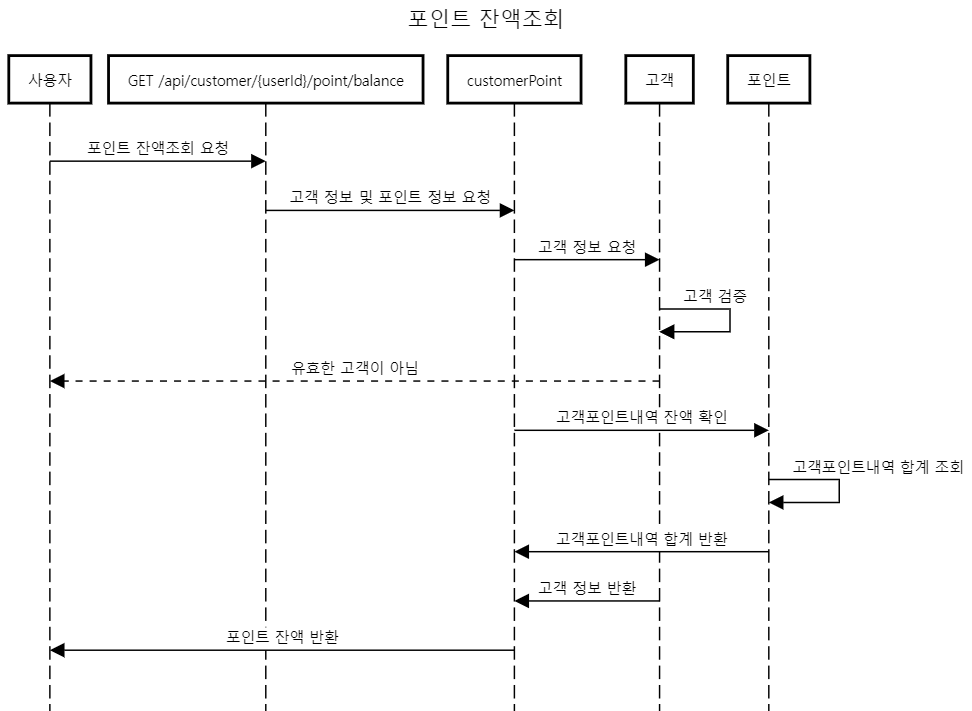 포인트 잔액조회
사용자
GET /api/customer/{userId}/point/balance
customerPoint
고객
포인트
포인트 잔액조회 요청
고객 정보 및 포인트 정보 요청
고객 정보 요청
고객 검증
유효한 고객이 아님
고객포인트내역 잔액 확인
고객포인트내역 합계 조회
고객포인트내역 합계 반환
고객 정보 반환
포인트 잔액 반환